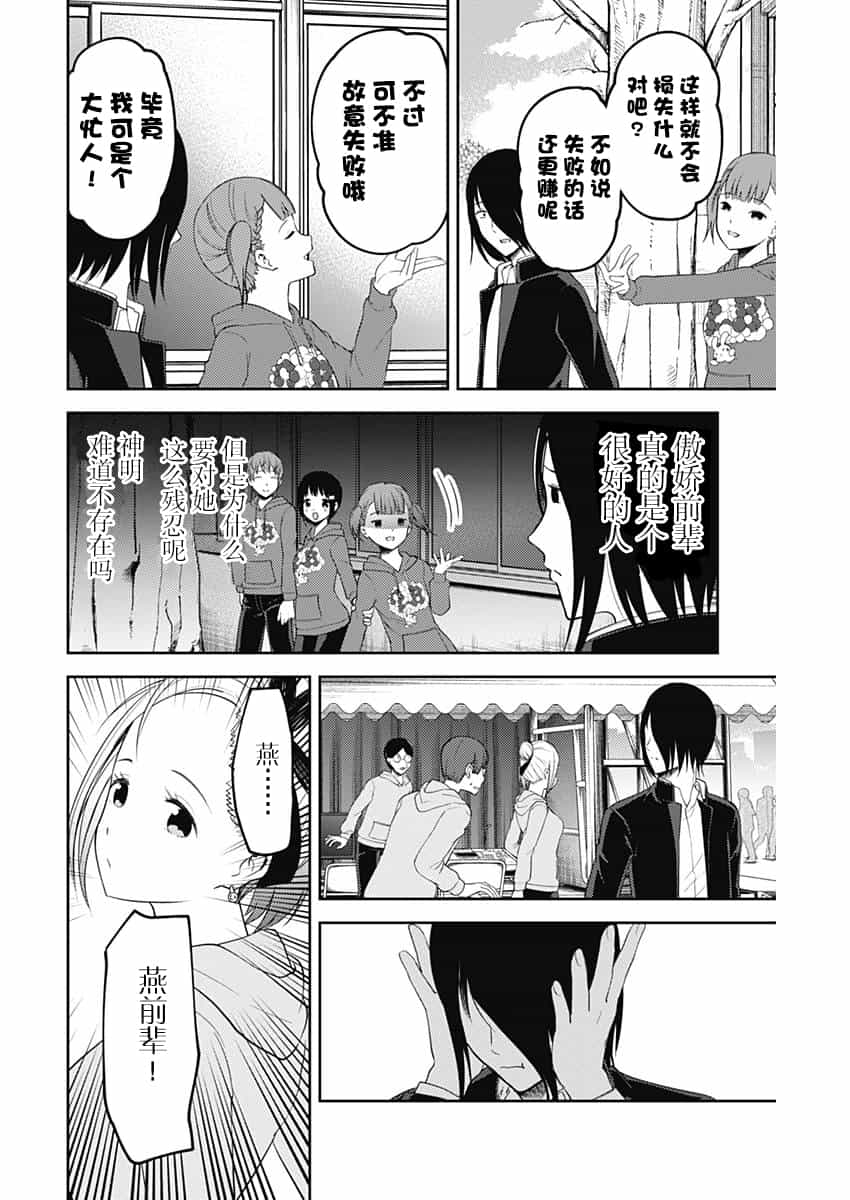 这样就不会
损失什么
对吧?
不如说
失败的话
还更赚呢
不过
可不准
故意失败哦
毕竟
我可是个
大忙人!
傲娇前辈
真的是个
很好的人
但是为什么
要对她
这么残忍呢
神明
难道不存在吗
燕……
燕前辈!